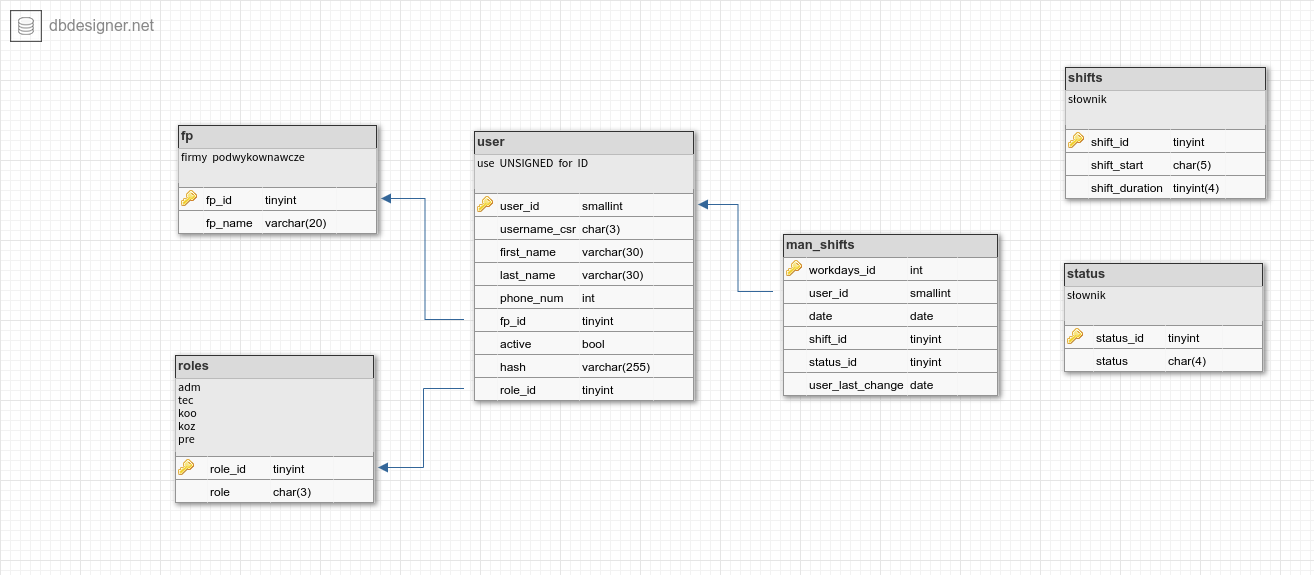 dbdesigner.net
fp
firmy podwykownawcze
fp_id tinyint
fp_name varchar(20)
roles
adm
tec
koo
koz
pre
role_id tinyint
role char(3)
user
use UNSIGNED for ID
user_id smallint
username_csr char(3)
first_name varchar(30)
last_name varchar(30)
phone_num int
fp_id tinyint
active bool
hash varchar(255)
role_id tinyint
man_shifts
workdays_id int
user_id smallint
date date
shift_id tinyint
status_id tinyint
user_last_change date
shifts
słownik
shift_id tinyint
shift_start char(5)
shift_duration tinyint(4)
status
słownik
status_id tinyint
status char(4)